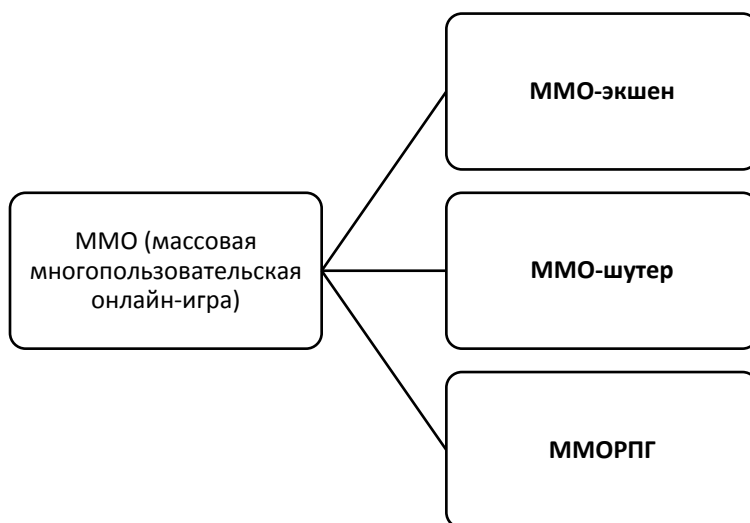 ММО-экшен
ММО (массовая
многопользовательская
онлайн-игра)
ММО-шутер
ММОРПГ